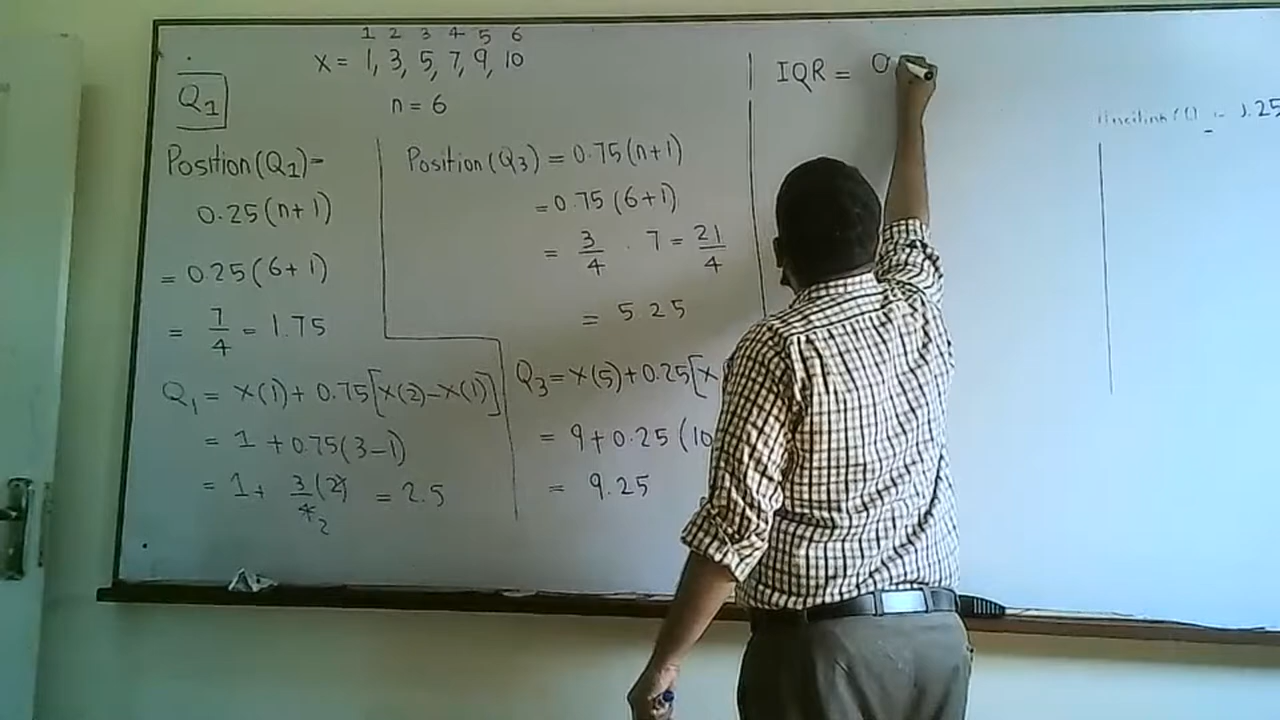 1 2 3 4 5 6
x = 1, 3, 5, 7, 9, 10
n = 6
Q1
Position(Q1)=
0.25(n+1)
= 0.25(6+1)
= 7/4 = 1.75
Q1 = x(1) + 0.75[x(2)-x(1)]
= 1 + 0.75(3-1)
= 1 + 3/4 (2) = 2.5
2
Position(Q3) = 0.75(n+1)
= 0.75(6+1)
= 3/4 . 7 = 21/4
= 5.25
Q3 = x(5)+0.25[x
= 9+0.25(10
= 9.25
IQR =